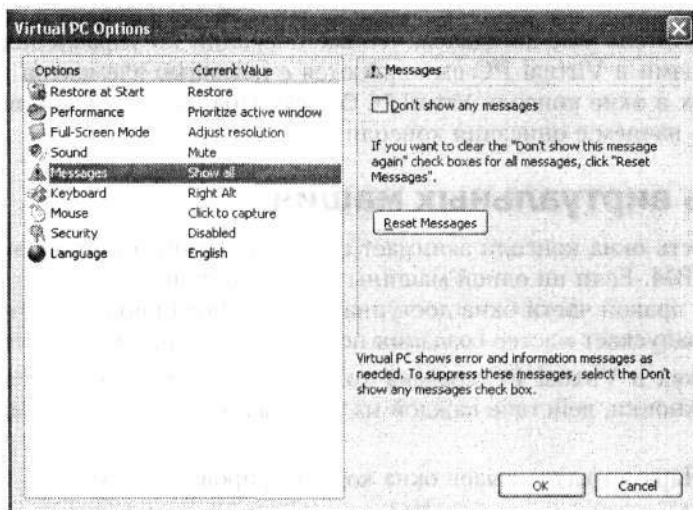 Virtual PC Options
Options Current Value
Restore at Start Restore
Performance Prioritize active window
Full-Screen Mode Adjust resolution
Sound Mute
Messages Show all
Keyboard Right Alt
Mouse Click to capture
Security Disabled
Language English
Messages
Don't show any messages
If you want to clear the "Don't show this message
again" check boxes for all messages, click "Reset
Messages".
Reset Messages
Virtual PC shows error and information messages as
needed. To suppress these messages, select the Don't
show any messages check box.
OK Cancel